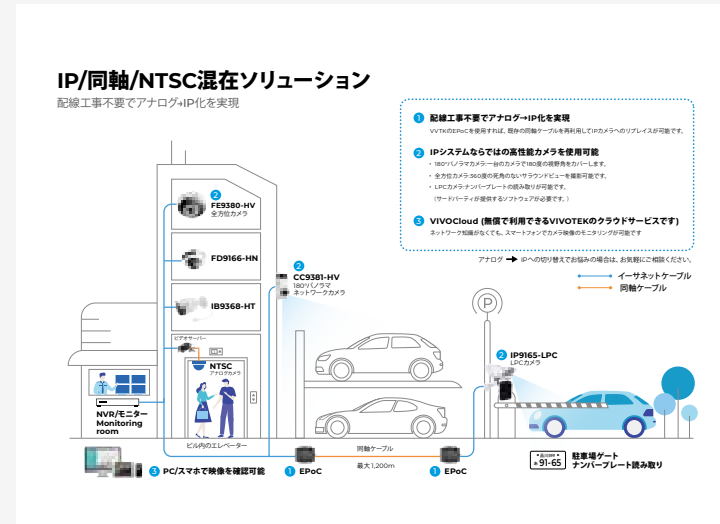 IP/同軸/NTSC混在ソリューション
配線工事不要でアナログ→IP化を実現
1 配線工事不要でアナログ→IP化を実現
VVTKのEPoCを使用すれば、既存の同軸ケーブルを再利用してIPカメラへのリプレイスが可能です。
2 IPシステムならではの高性能カメラを使用可能
・180°パノラマカメラ:一台のカメラで180度の視野角をカバーします。
・全方位カメラ:360度の死角のないサラウンドビューを撮影可能です。
・LPCカメラ:ナンバープレートの読み取りが可能です。
(サードパーティが提供するソフトウェアが必要です。)
3 VIVOCloud (無償で利用できるVIVOTEKのクラウドサービスです)
ネットワーク知識がなくても、スマートフォンでカメラ映像のモニタリングが可能です
アナログ → IPへの切り替えでお悩みの場合は、お気軽にご相談ください。
イーサネットケーブル
同軸ケーブル
2
FE9380-HV
全方位カメラ
FD9166-HN
IB9368-HT
2
CC9381-HV
180°パノラマ
ネットワークカメラ
ビデオサーバー
NTSC
アナログカメラ
NVR/モニター
Monitoring
room
ビル内のエレベーター
P
2 IP9165-LPC
LPCカメラ
3 PC/スマホで映像を確認可能
1 EPoC
同軸ケーブル
最大1,200m
1 EPoC
91-65
駐車場ゲート
ナンバープレート読み取り